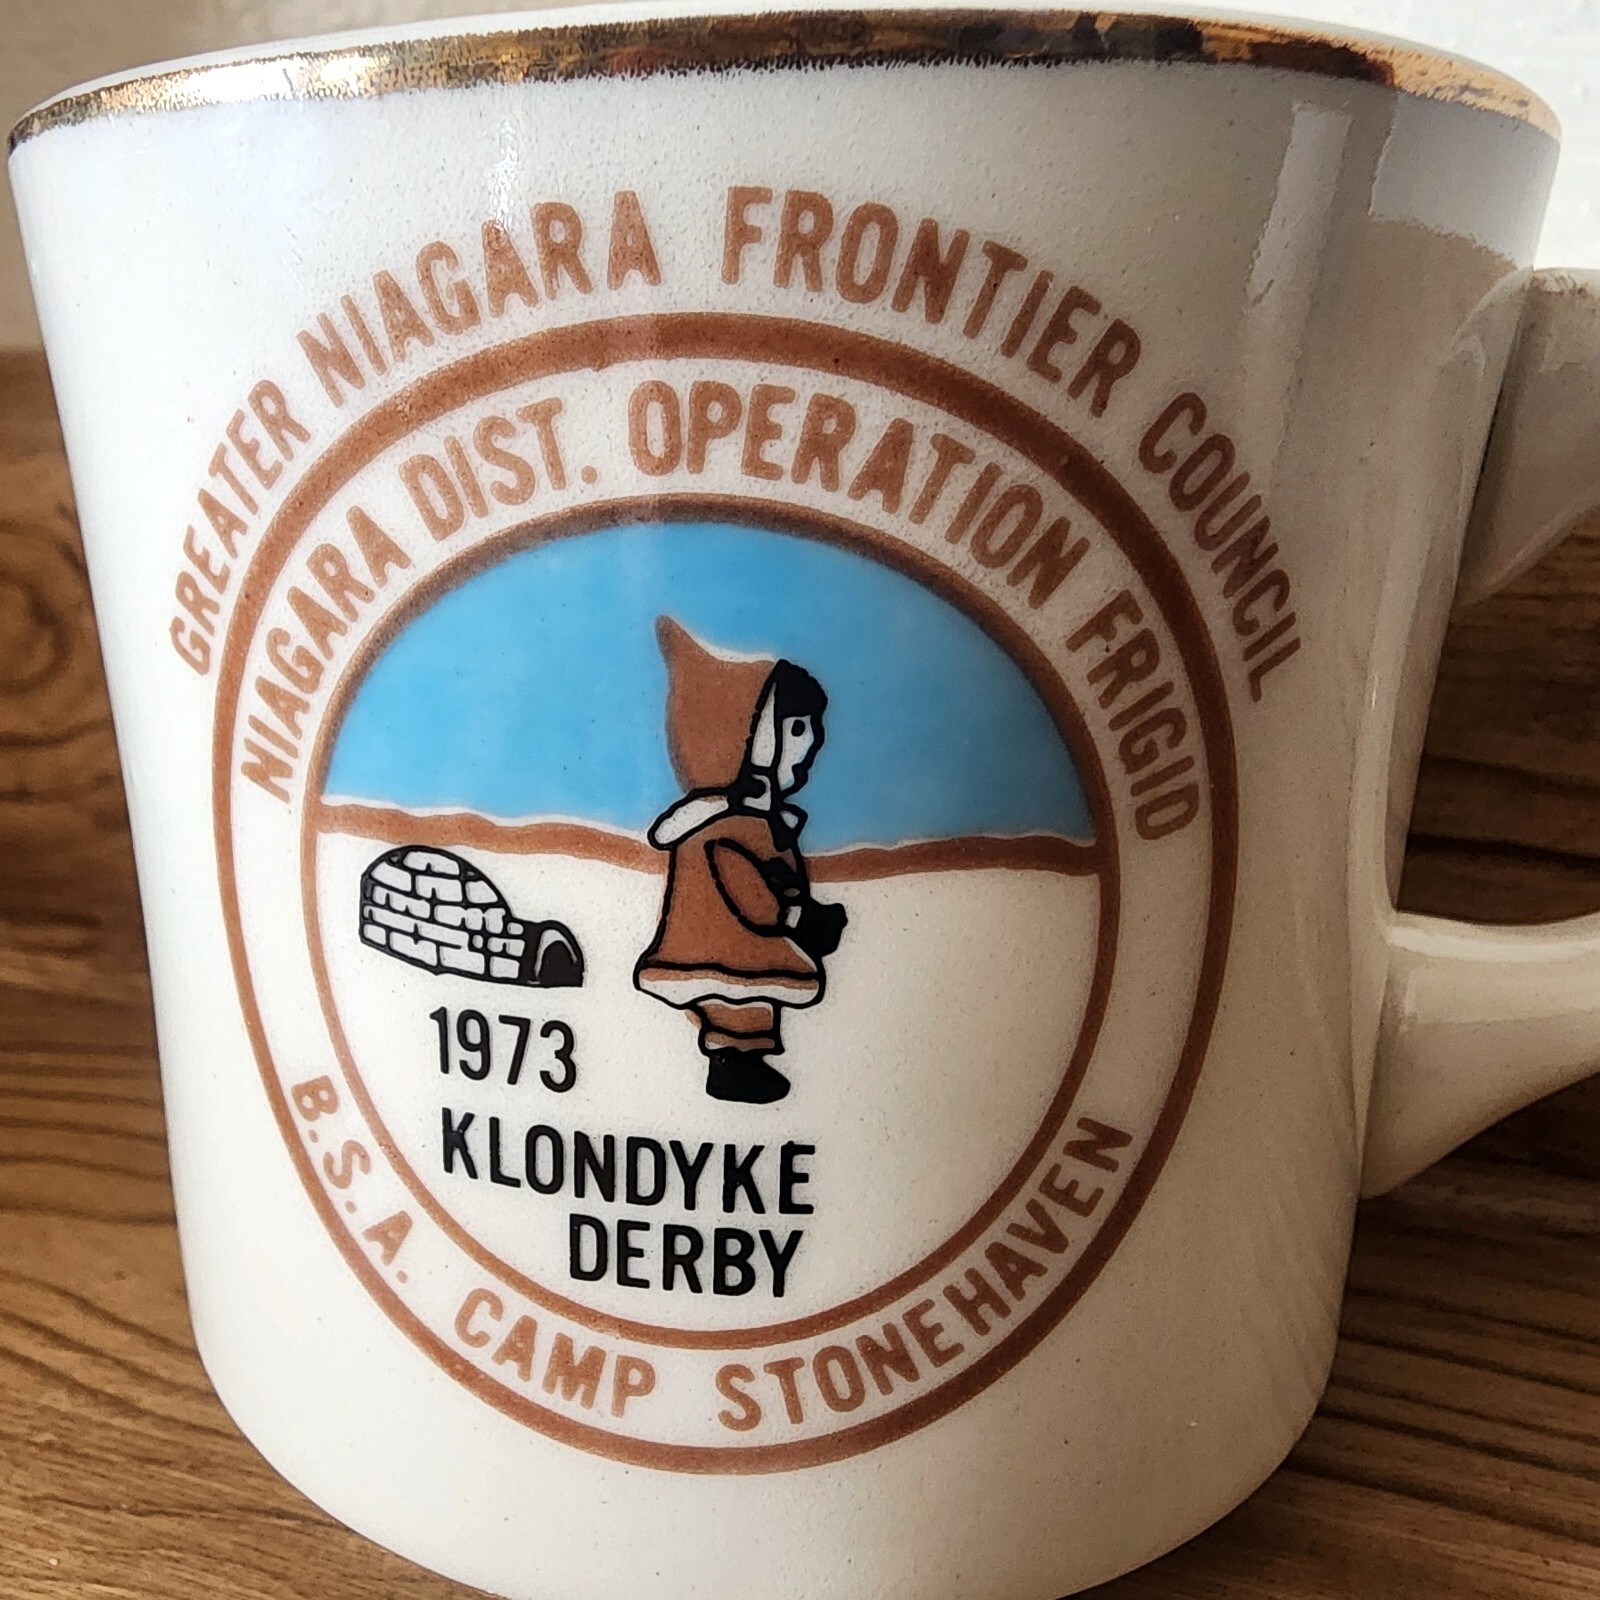 GREATER NIAGARA FRONTIER COUNCIL
NIAGARA DIST. OPERATION FRIGID
1973
KLONDYKE
DERBY
B.S.A. CAMP STONEHAVEN